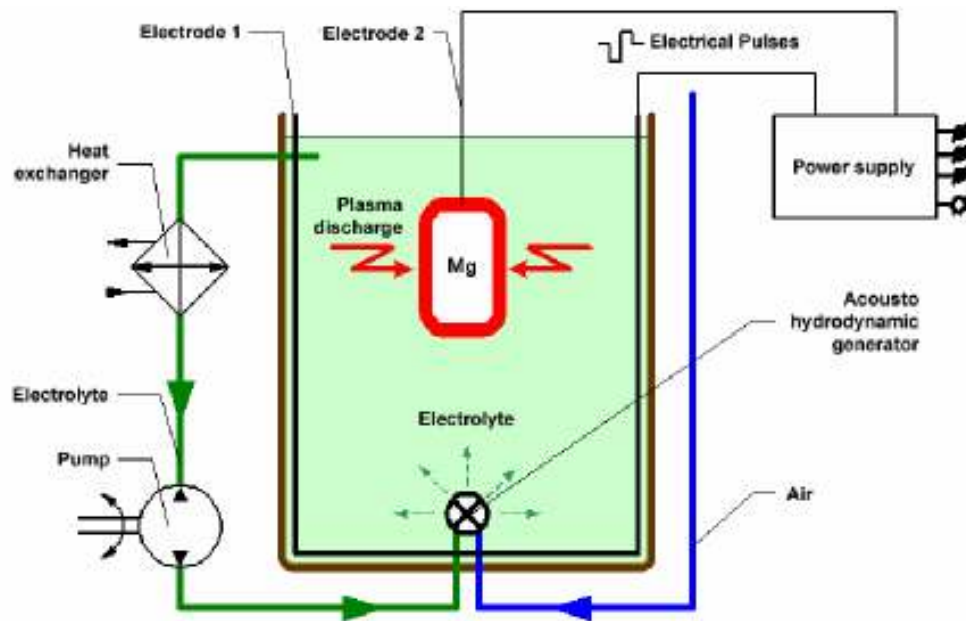 Electrode 1
Electrode 2
Electrical Pulses
Heat
exchanger
Power supply
Plasma
discharge
Mg
Acousto
hydrodynamic
generator
Electrolyte
Electrolyte
Pump
Air